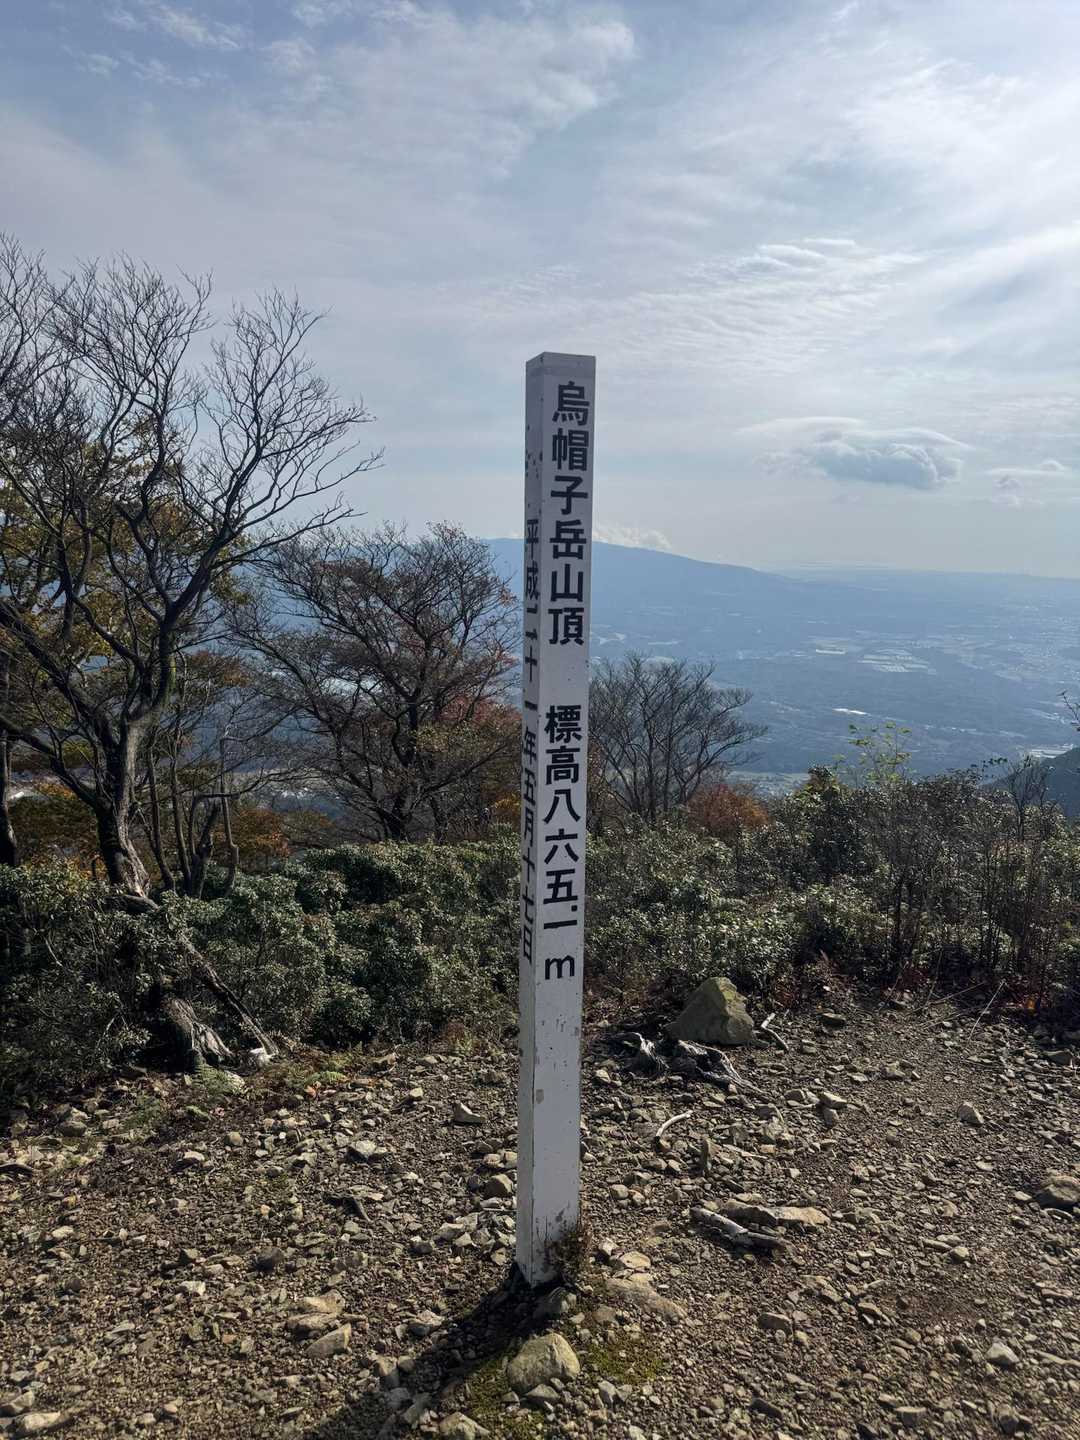 烏帽子岳山頂 標高八六五.一m
平成二十一年五月十七日